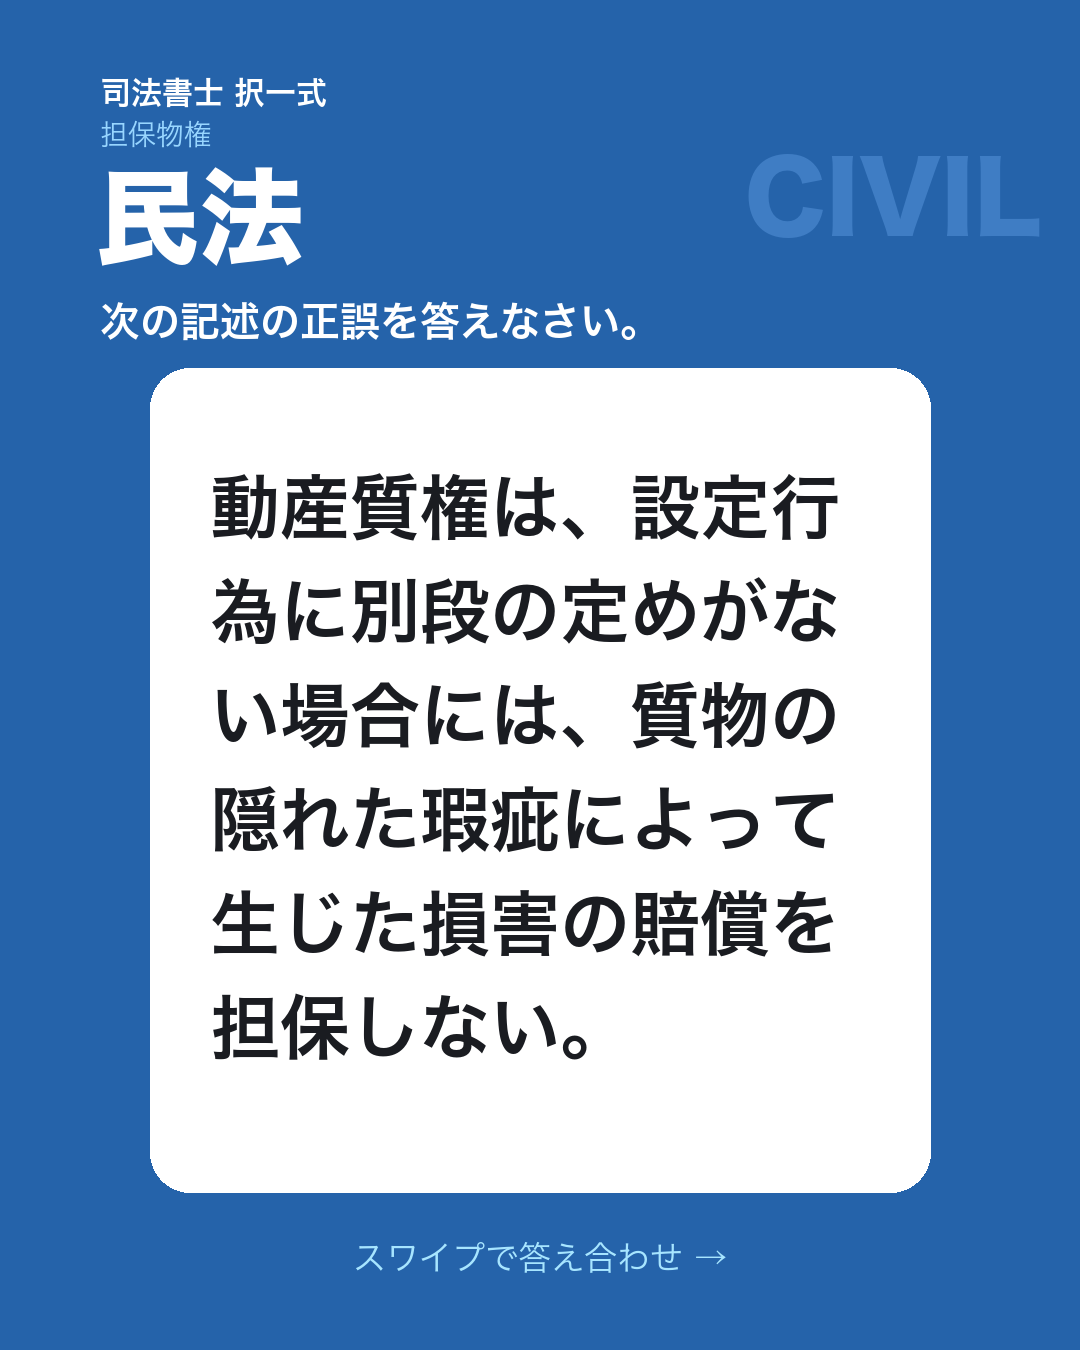 司法書士 択一式
担保物権
民法
CIVIL
次の記述の正誤を答えなさい。
動産質権は、設定行
為に別段の定めがな
い場合には、質物の
隠れた瑕疵によって
生じた損害の賠償を
担保しない。
スワイプで答え合わせ →